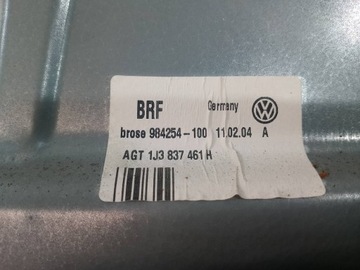 BRF Germany
brose 984254-100 11.02.04 A
AGT 1J3 837 461 H